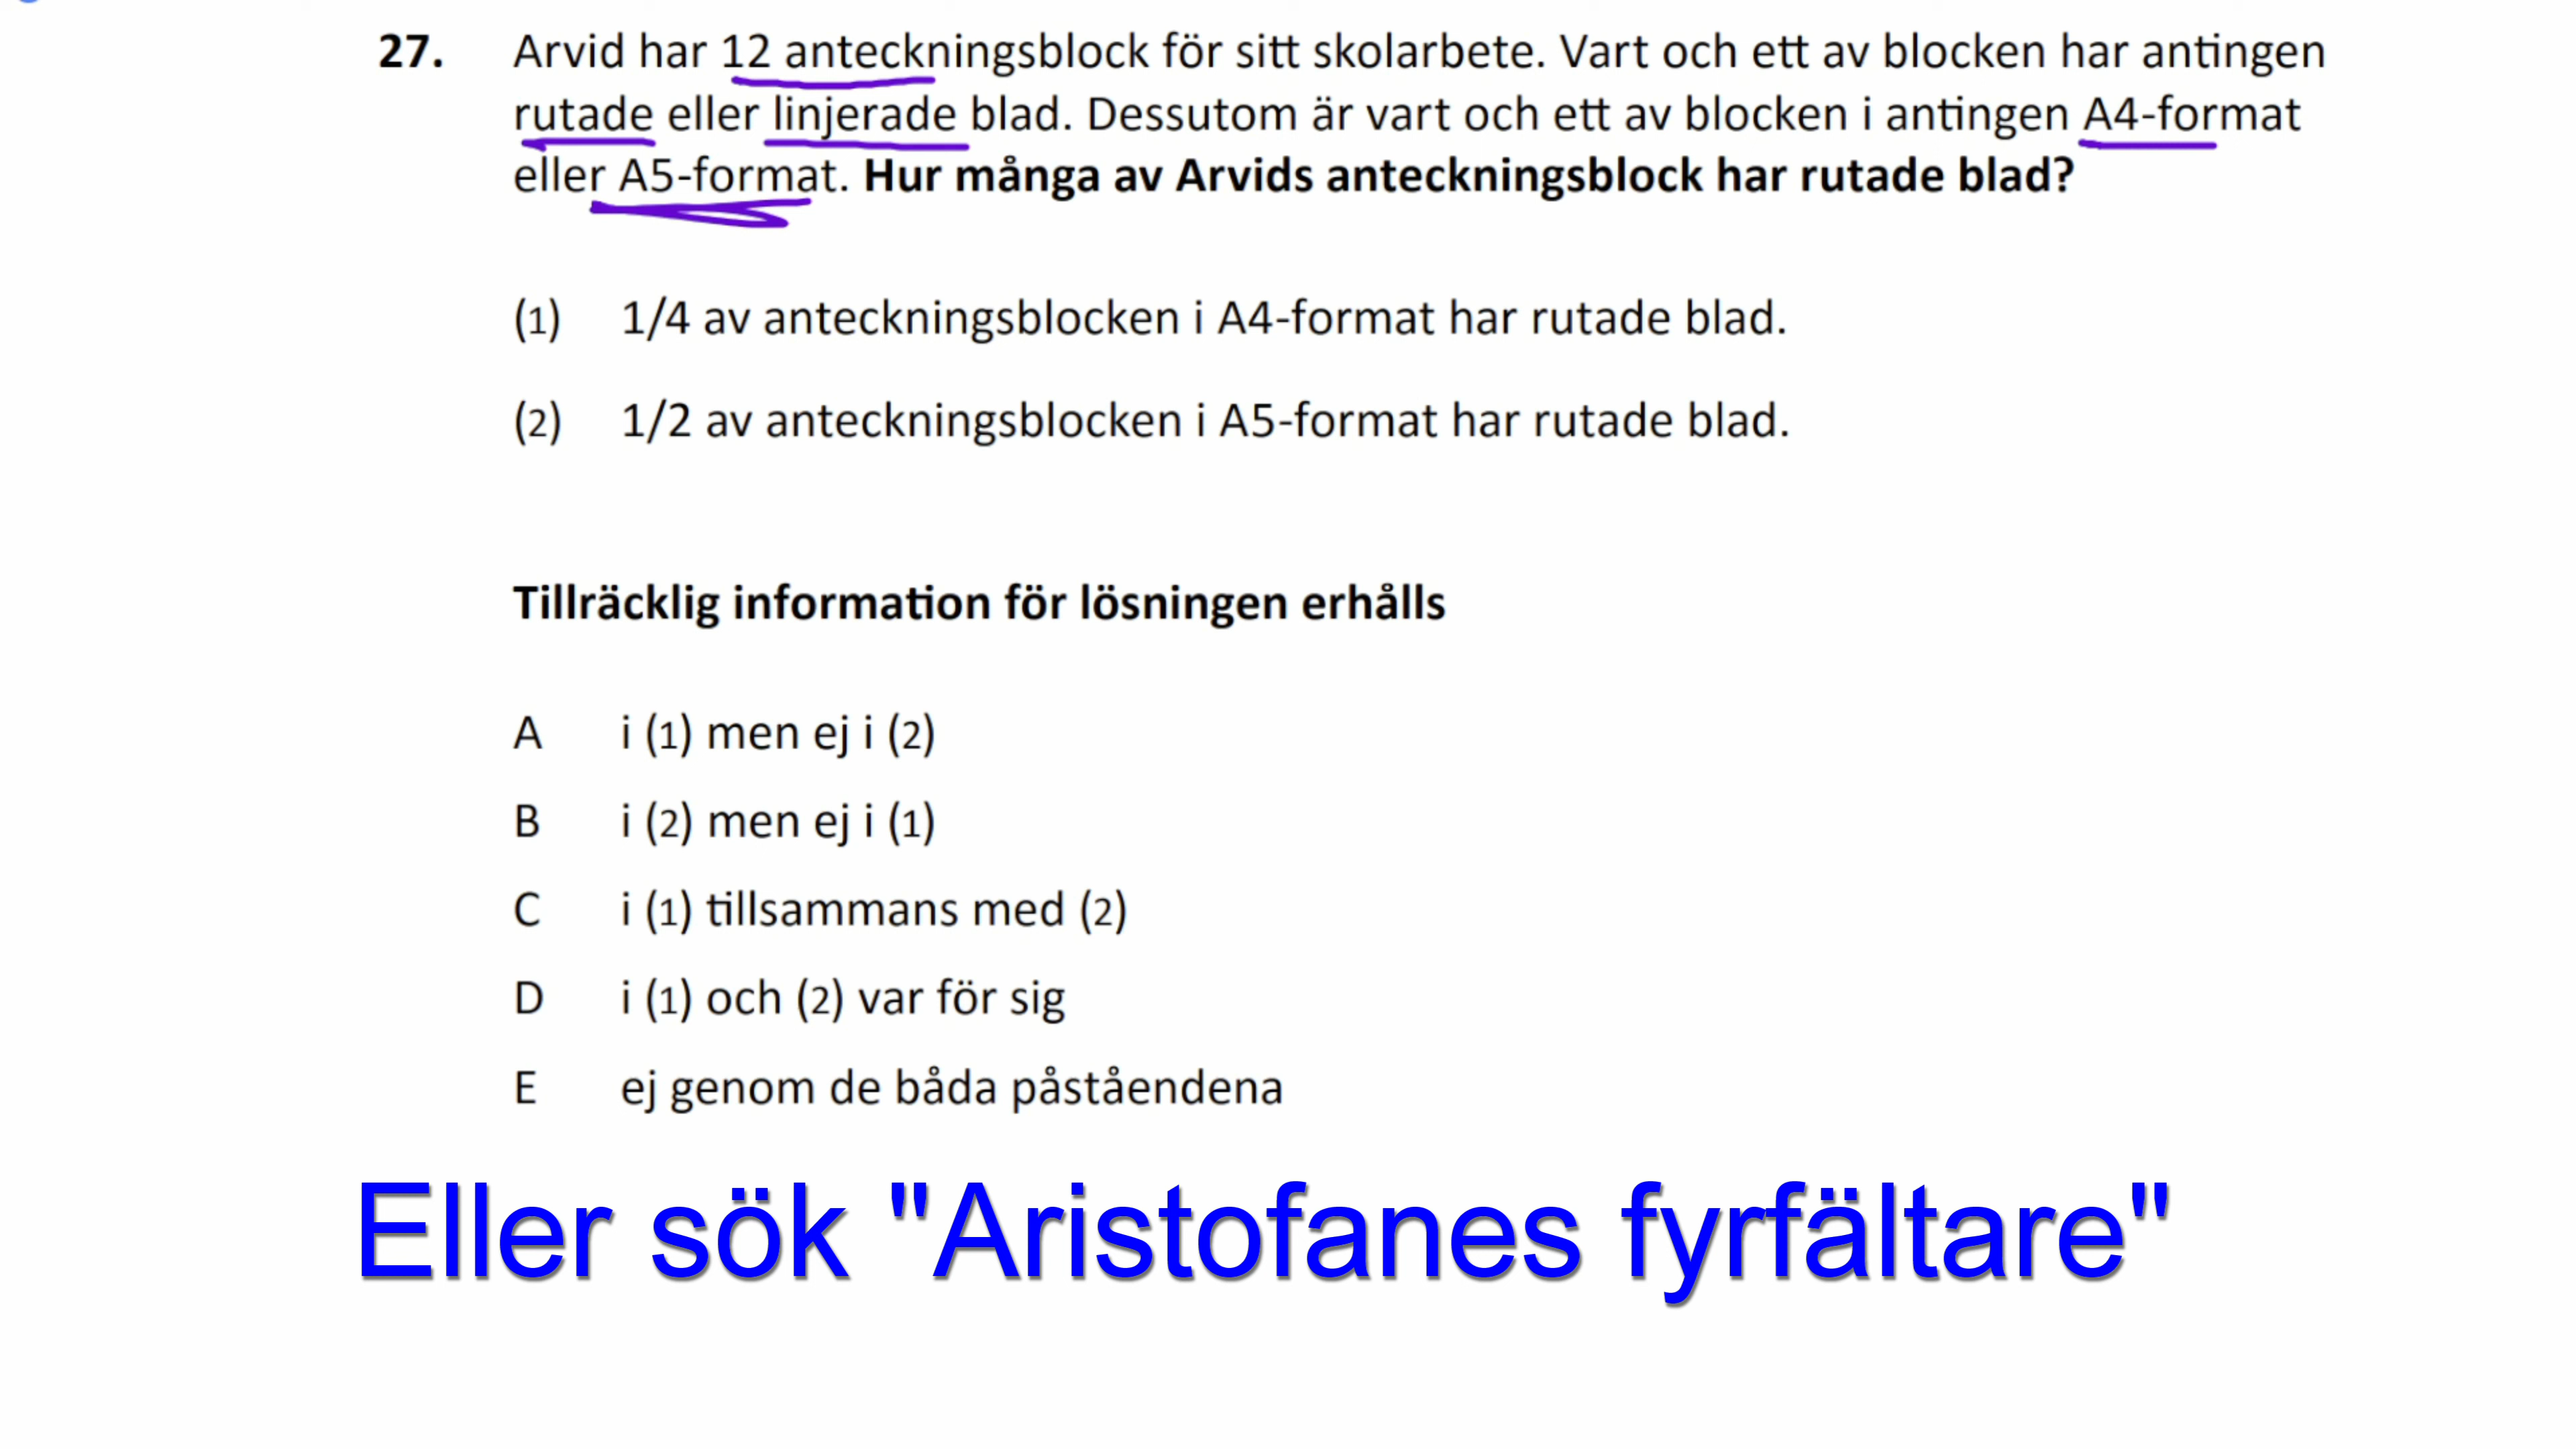 27. Arvid har 12 anteckningsblock för sitt skolarbete. Vart och ett av blocken har antingen
rutade eller linjerade blad. Dessutom är vart och ett av blocken i antingen A4-format
eller A5-format. Hur många av Arvids anteckningsblock har rutade blad?
(1) 1/4 av anteckningsblocken i A4-format har rutade blad.
(2) 1/2 av anteckningsblocken i A5-format har rutade blad.
Tillräcklig information för lösningen erhålls
A i (1) men ej i (2)
B i (2) men ej i (1)
C i (1) tillsammans med (2)
D i (1) och (2) var för sig
E ej genom de båda påståendena
Eller sök "Aristofanes fyrfältare"